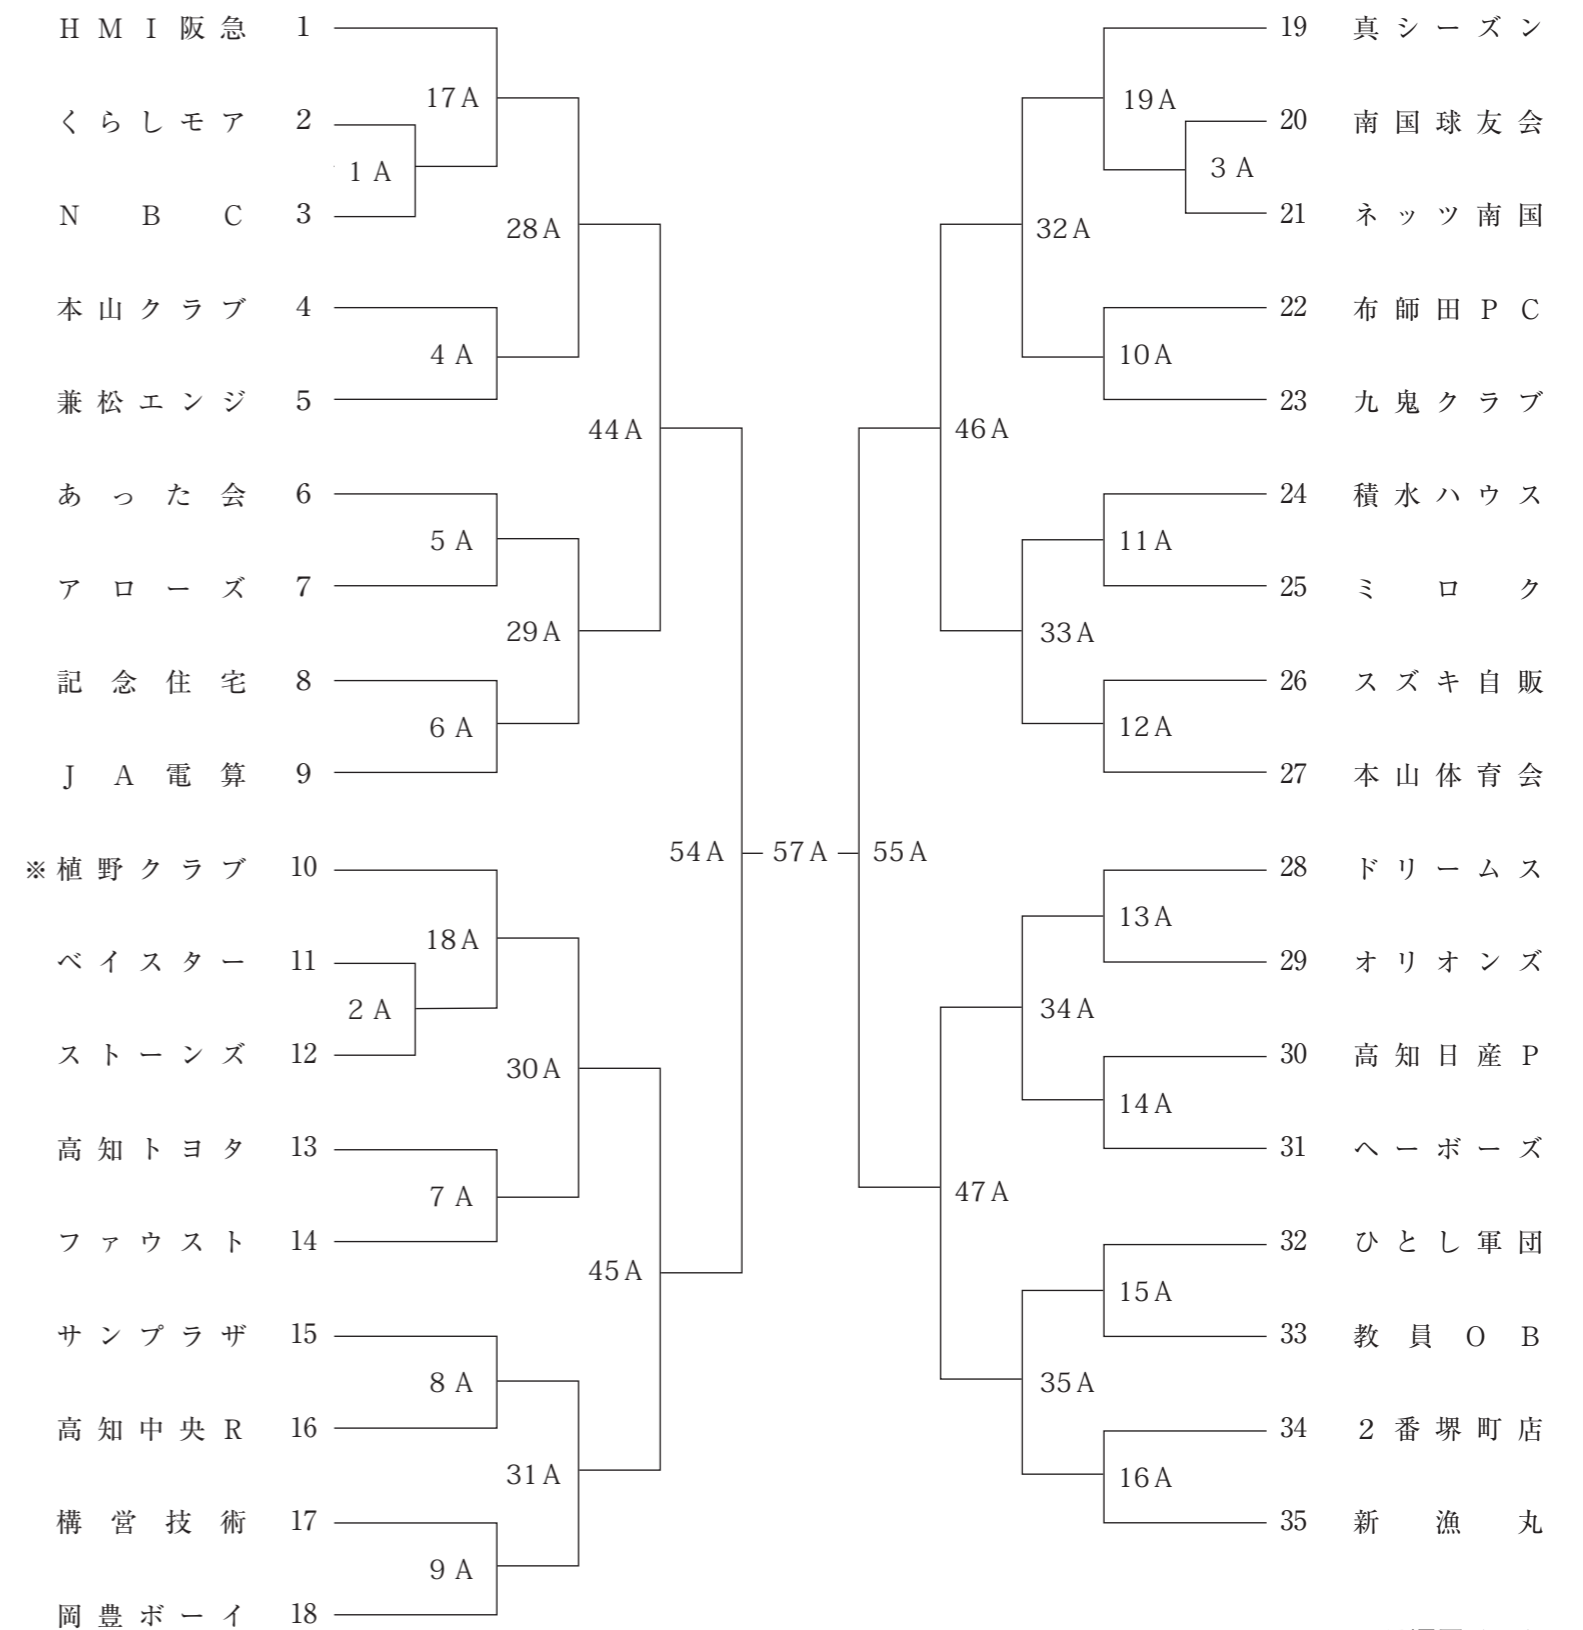 HMI阪急 1
17A
くらしモア 2
1A
NBC 3
28A
本山クラブ 4
4A
兼松エンジ 5
44A
あった会 6
5A
アローズ 7
29A
記念住宅 8
6A
JA電算 9
54A
※植野クラブ 10
18A
ベイスター 11
2A
ストーンズ 12
30A
高知トヨタ 13
7A
ファウスト 14
45A
サンプラザ 15
8A
高知中央R 16
31A
構営技術 17
9A
岡豊ボーイ 18
57A
19 真シーズン
19A
20 南国球友会
3A
21 ネッツ南国
32A
22 布師田PC
10A
23 九鬼クラブ
46A
24 積水ハウス
11A
25 ミロク
33A
26 スズキ自販
12A
27 本山体育会
55A
28 ドリームス
13A
29 オリオンズ
34A
30 高知日産P
14A
31 ヘーボーズ
47A
32 ひとし軍団
15A
33 教員OB
35A
34 2番堺町店
16A
35 新漁丸